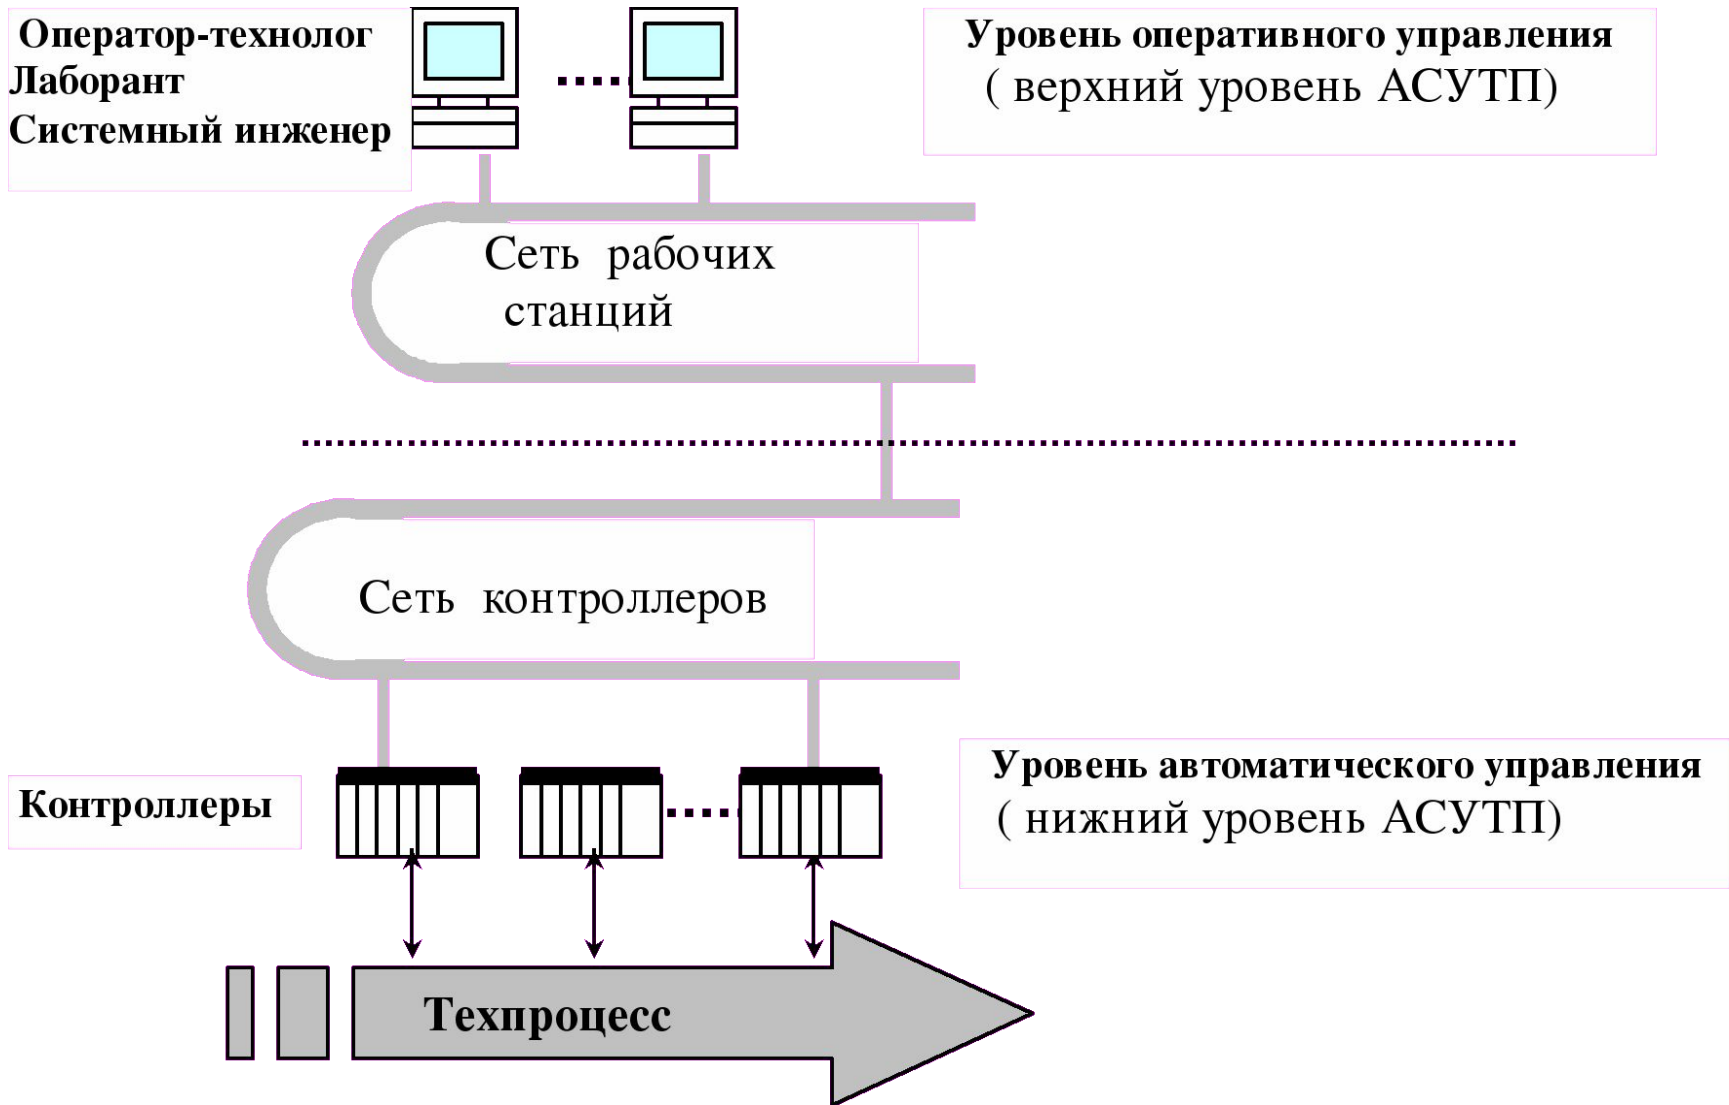 Оператор-технолог
Лаборант
Системный инженер
Уровень оперативного управления
( верхний уровень АСУТП)
Сеть рабочих
станций
Сеть контроллеров
Контроллеры
Уровень автоматического управления
( нижний уровень АСУТП)
Техпроцесс